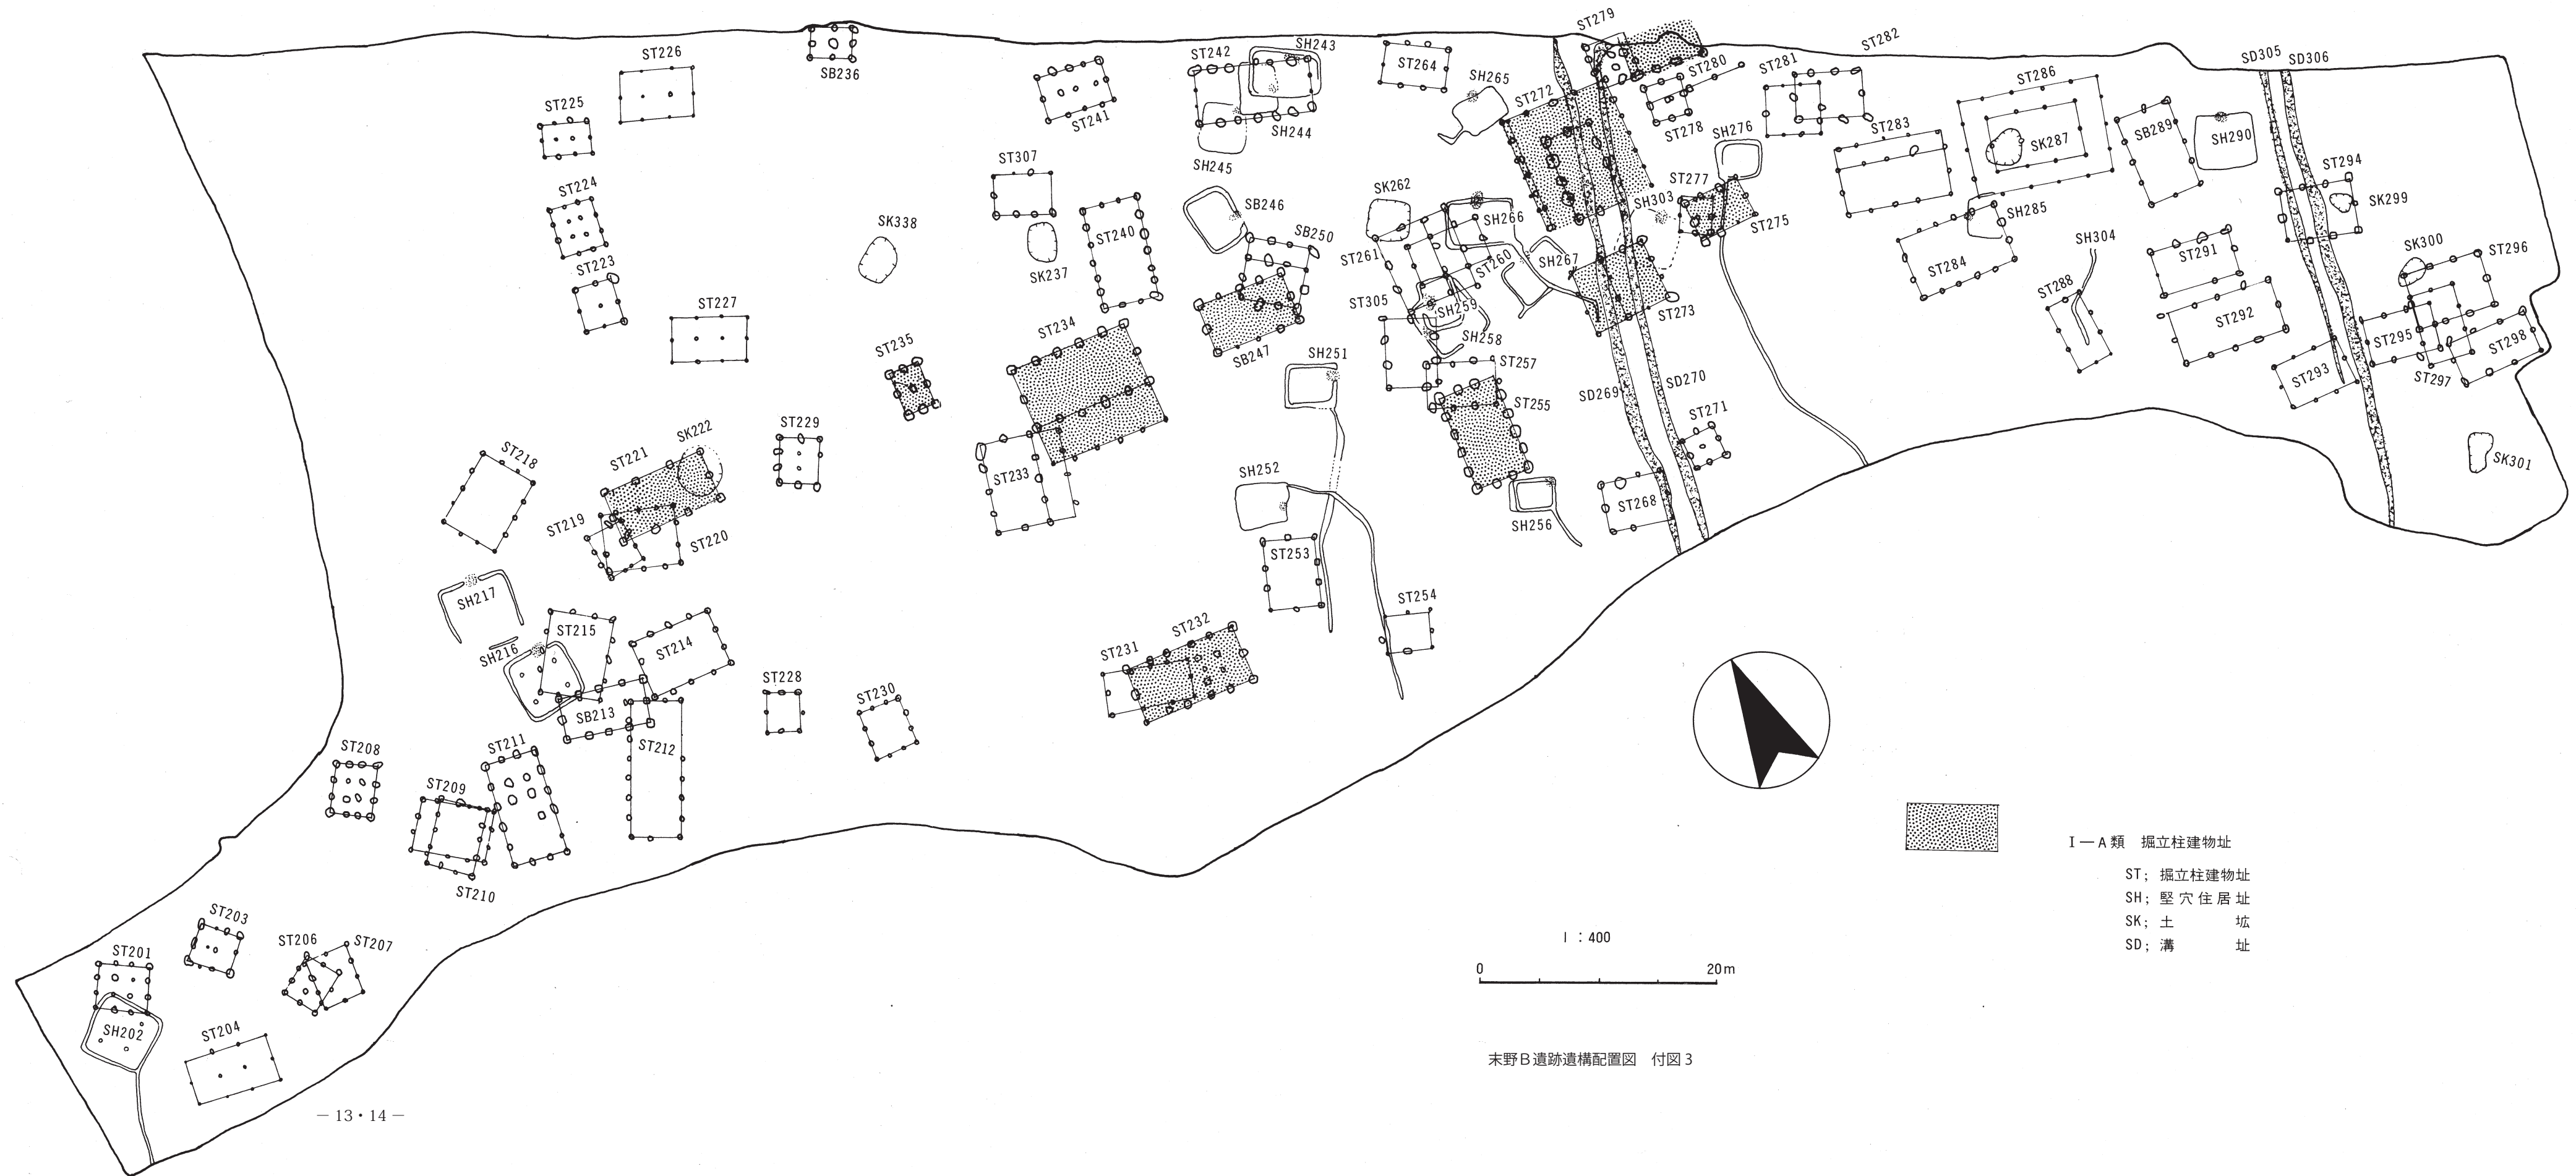 ST279
ST282
SH243
ST242
ST226
SB236
ST264
ST280
ST281
SD305
SD306
SH265
ST286
ST225
ST241
SH244
ST272
ST278
SH276
ST283
SK287
SB289
SH290
SH245
ST307
ST294
SK299
ST224
SK262
ST277
SH303
SB246
SH266
SH285
ST275
SK338
ST240
SB250
ST261
ST260
SH267
SH304
SK300
ST296
ST223
SK237
ST284
ST291
ST227
ST305
SH259
ST288
ST273
ST292
ST234
SB247
SH258
ST235
SH251
ST257
SD270
SD269
ST293
ST295
ST297
ST298
ST255
ST271
ST229
SK222
ST221
ST218
SH252
ST233
SK301
ST268
SH256
ST219
ST220
ST253
SH217
ST254
ST215
ST232
ST231
SH216
ST214
ST228
ST230
SB213
ST212
ST211
ST208
ST209
ST210
Ⅰ—A類　掘立柱建物址
ST; 掘立柱建物址
SH; 竪穴住居址
SK; 土　　　坑
SD; 溝　　　址
ST203
ST206
ST207
ST201
1：400
0　20m
SH202
ST204
末野B遺跡遺構配置図　付図3
— 13・14 —